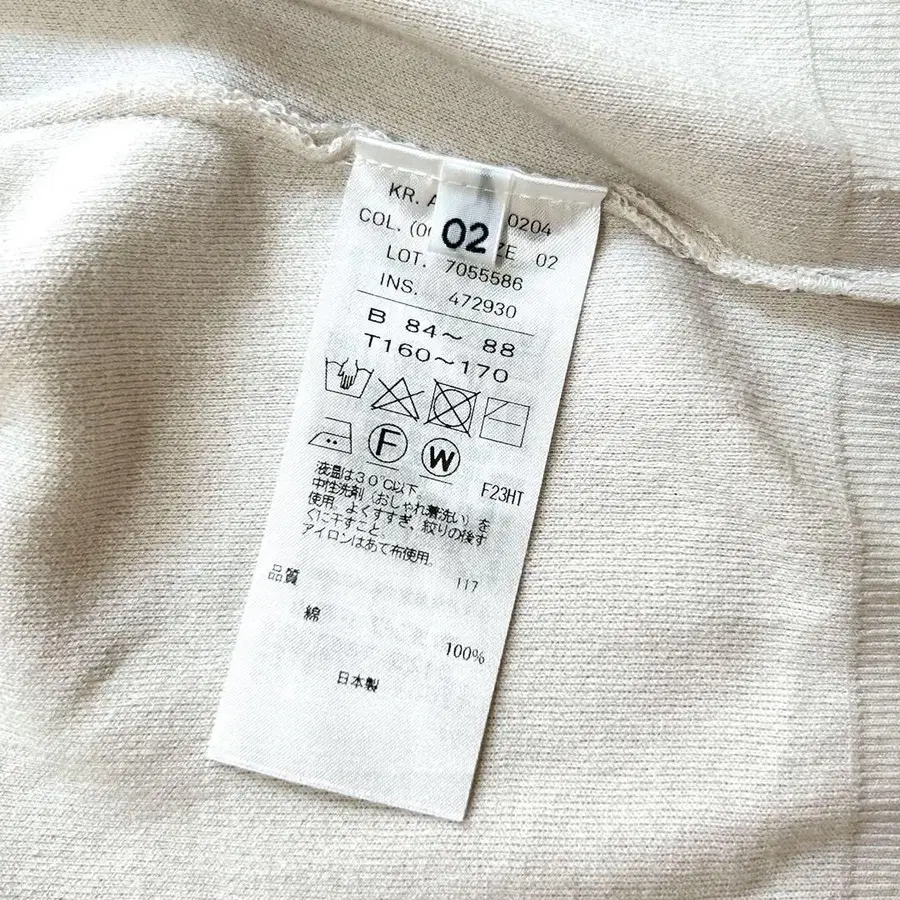 KR. A 0204
COL. (0 ZE 02
02
LOT. 7055586
INS. 472930
B 84～ 88
T160～170
F
W
F23HT
液温は30℃以下、
中性洗剤（おしゃれ着洗い）を
使用。よくすすぎ、絞りの後す
ぐに干すこと。
アイロンはあて布使用。
117
品質
綿 100%
日本製